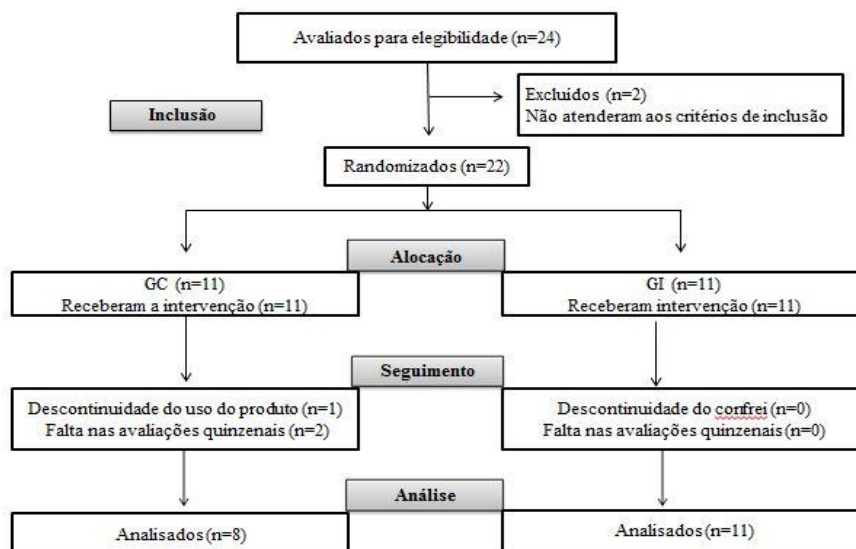 Avaliados para elegibilidade (n=24)
Excluídos (n=2)
Não atenderam aos critérios de inclusão
Inclusão
Randomizados (n=22)
Alocação
GC (n=11)
Receberam a intervenção (n=11)
GI (n=11)
Receberam intervenção (n=11)
Seguimento
Descontinuidade do uso do produto (n=1)
Falta nas avaliações quinzenais (n=2)
Descontinuidade do confrei (n=0)
Falta nas avaliações quinzenais (n=0)
Análise
Analisados (n=8)
Analisados (n=11)